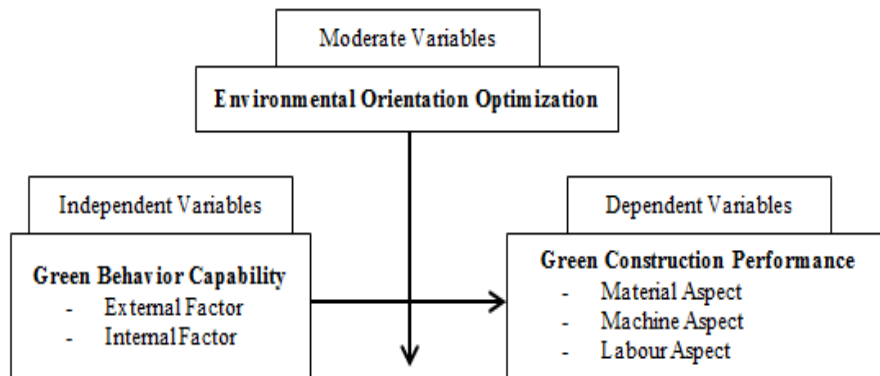 Moderate Variables
Environmental Orientation Optimization
Independent Variables
Green Behavior Capability
- External Factor
- Internal Factor
Dependent Variables
Green Construction Performance
- Material Aspect
- Machine Aspect
- Labour Aspect